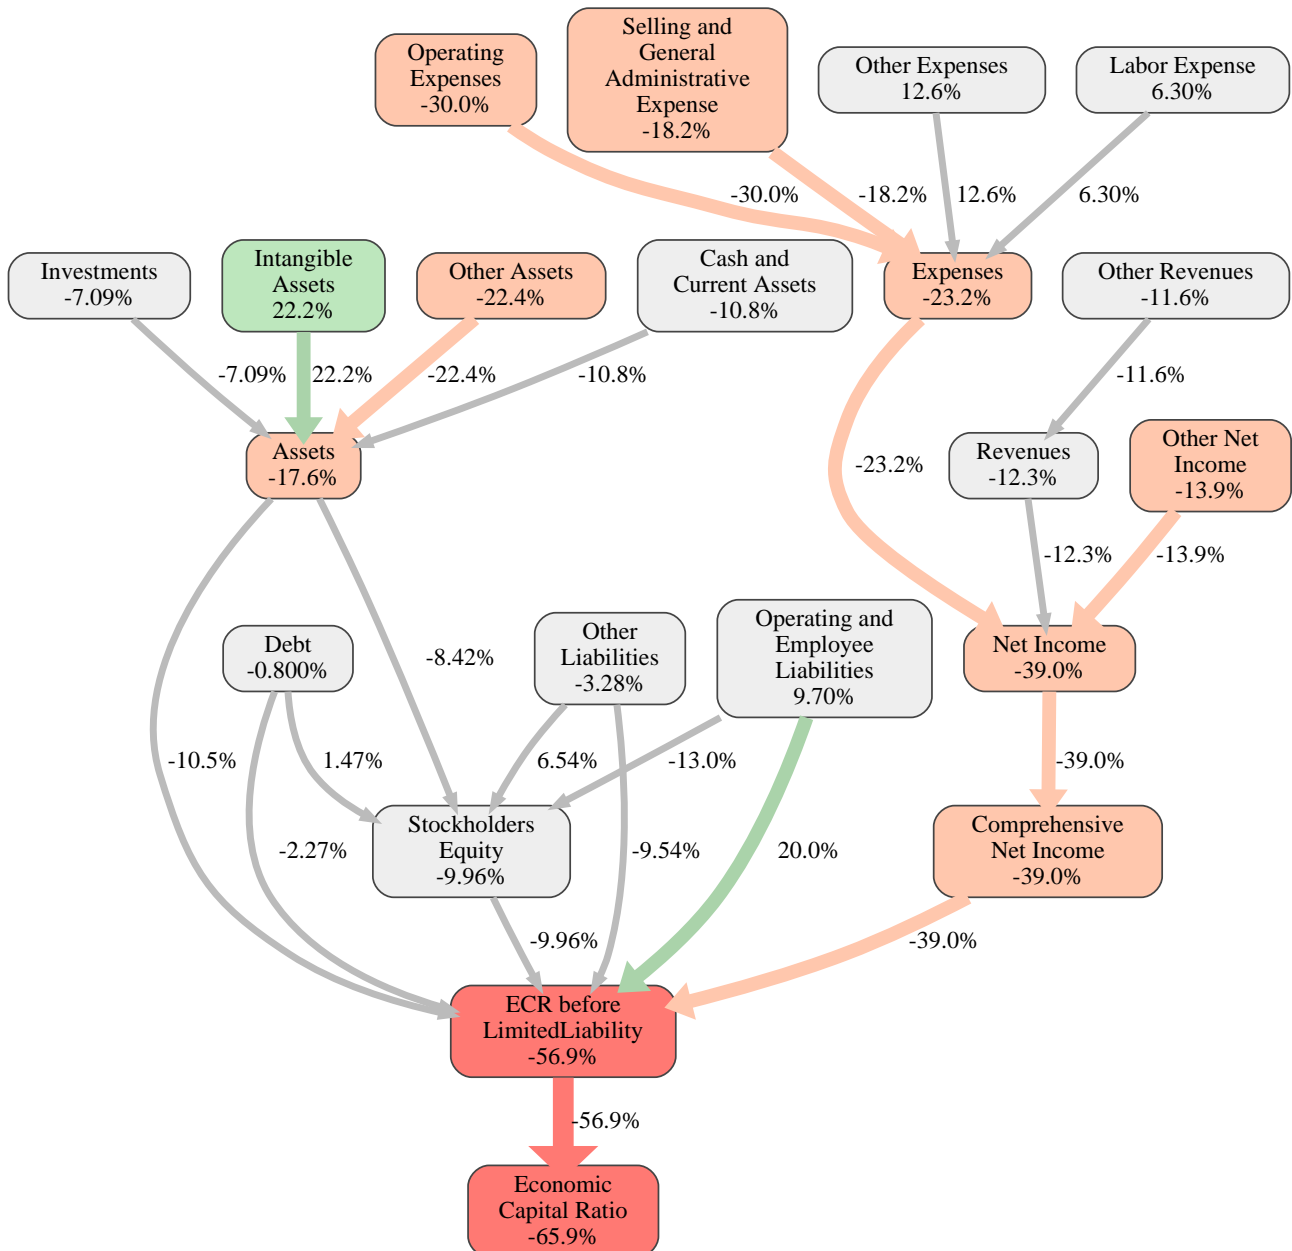 Operating
Expenses
-30.0%
Selling and
General
Administrative
Expense
-18.2%
Other Expenses
12.6%
Labor Expense
6.30%
-30.0%
-18.2%
12.6%
6.30%
Investments
-7.09%
Intangible
Assets
22.2%
Other Assets
-22.4%
Cash and
Current Assets
-10.8%
Expenses
-23.2%
Other Revenues
-11.6%
-7.09%
22.2%
-22.4%
-10.8%
-11.6%
Assets
-17.6%
-23.2%
Revenues
-12.3%
Other Net
Income
-13.9%
-12.3%
-13.9%
Debt
-0.800%
-8.42%
Other
Liabilities
-3.28%
Operating and
Employee
Liabilities
9.70%
Net Income
-39.0%
-10.5%
1.47%
6.54%
-13.0%
-39.0%
-2.27%
Stockholders
Equity
-9.96%
-9.54%
20.0%
Comprehensive
Net Income
-39.0%
-9.96%
-39.0%
ECR before
LimitedLiability
-56.9%
-56.9%
Economic
Capital Ratio
-65.9%